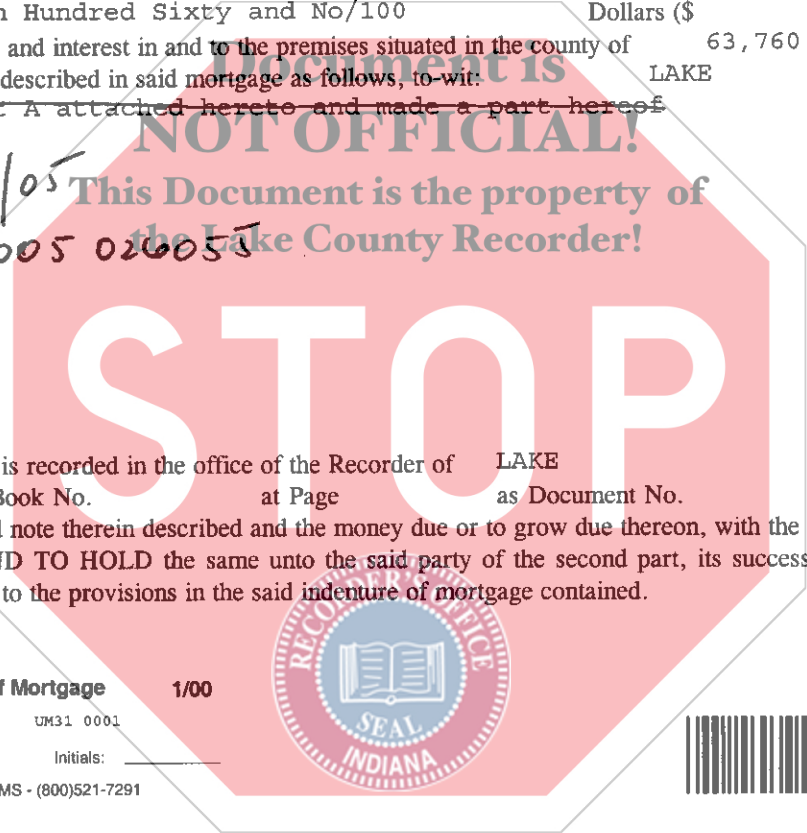 n Hundred Sixty and No/100 Dollars ($
and interest in and to the premises situated in the county of 63,760
described in said mortgage as follows, to-wit: LAKE
t A attached hereto and made a part hereof
Document is
NOT OFFICIAL!
/05
This Document is the property of
005 026055
the Lake County Recorder!
STOP
is recorded in the office of the Recorder of LAKE
Book No. at Page as Document No.
note therein described and the money due or to grow due thereon, with the
ND TO HOLD the same unto the said party of the second part, its success
to the provisions in the said indenture of mortgage contained.
RECORDER'S OFFICE
SEAL
INDIANA
f Mortgage 1/00
UM31 0001
Initials:
MS - (800)521-7291